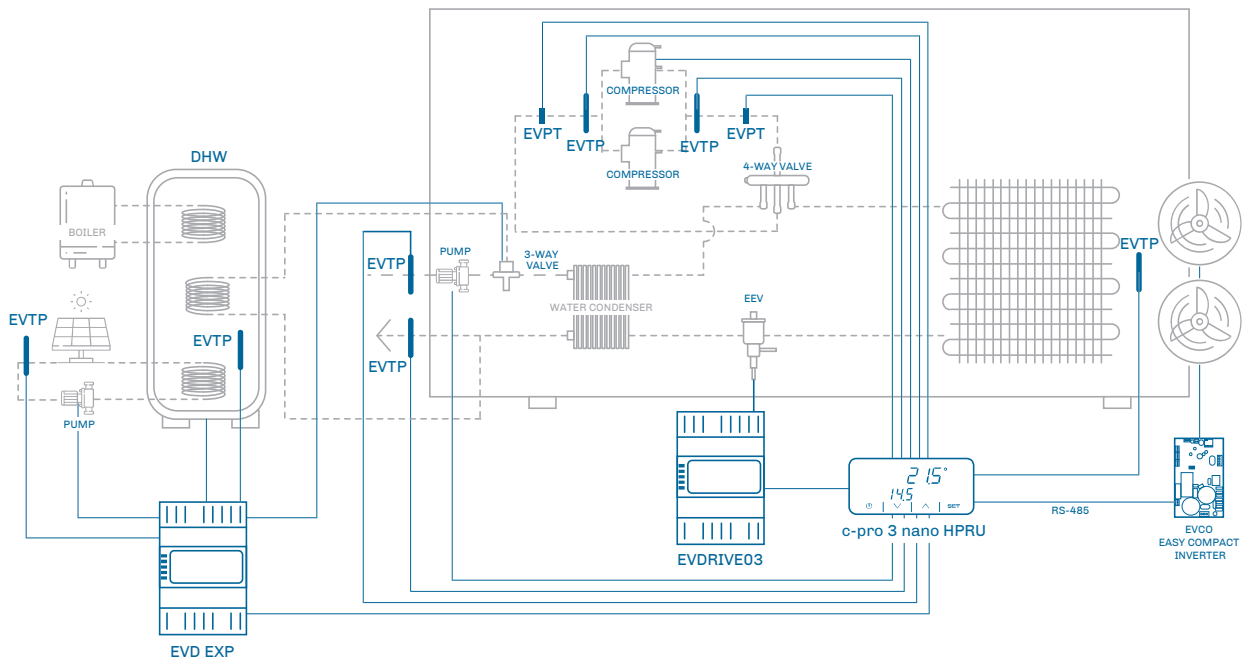 COMPRESSOR
EVPT
EVTP
EVTP
EVPT
COMPRESSOR
4-WAY VALVE
DHW
BOILER
EVTP
PUMP
3-WAY
VALVE
EVTP
WATER CONDENSER
EEV
EVTP
EVTP
EVTP
PUMP
21.5°
14.5
SET
RS-485
c-pro 3 nano HPRU
EVDRIVE03
EVCO
EASY COMPACT
INVERTER
EVD EXP